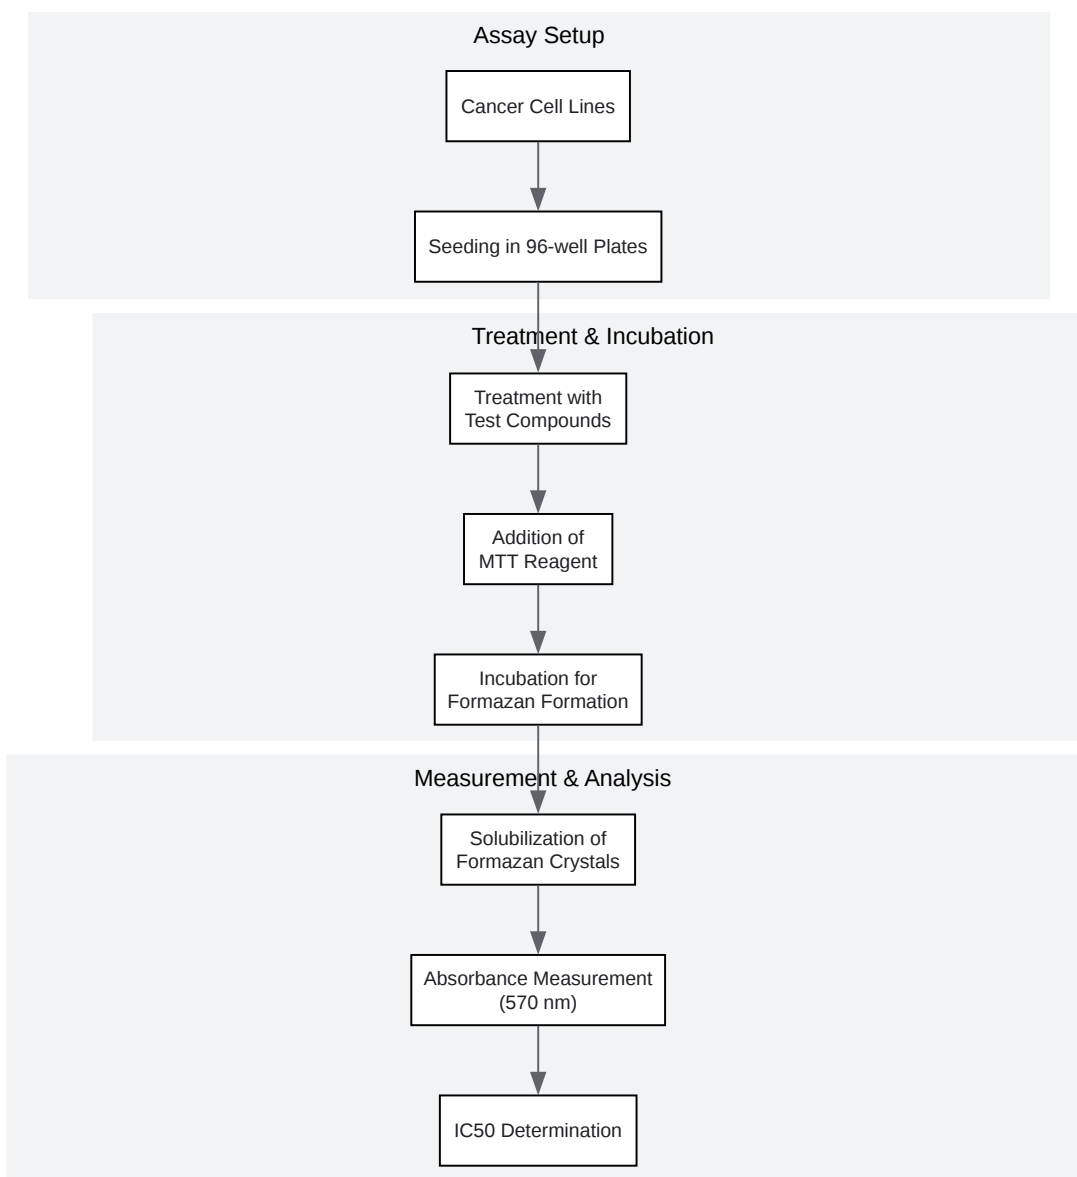 Assay Setup
Cancer Cell Lines
Seeding in 96-well Plates
Treatment & Incubation
Treatment with
Test Compounds
Addition of
MTT Reagent
Incubation for
Formazan Formation
Measurement & Analysis
Solubilization of
Formazan Crystals
Absorbance Measurement
(570 nm)
IC50 Determination